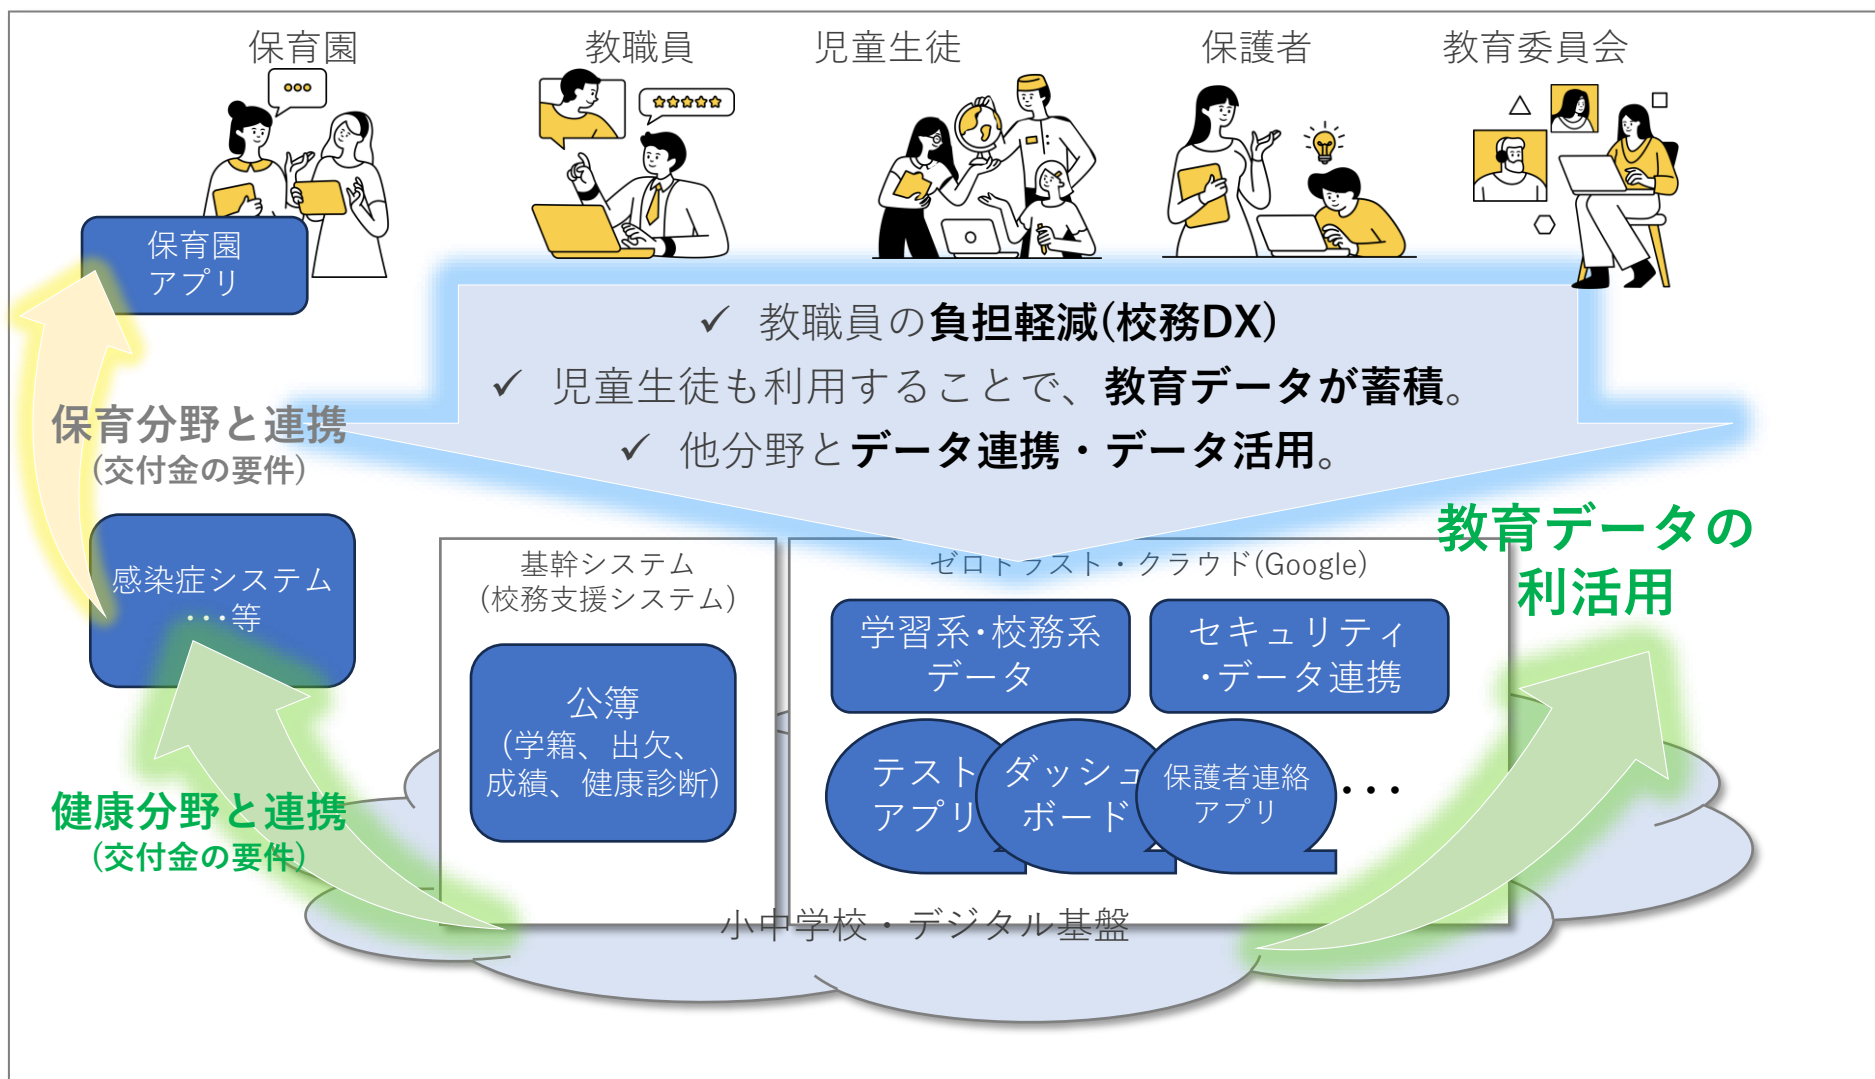 保育園
教職員
児童生徒
保護者
教育委員会
保育園
アプリ
✓ 教職員の負担軽減(校務DX)
✓ 児童生徒も利用することで、教育データが蓄積。
✓ 他分野とデータ連携・データ活用。
保育分野と連携
(交付金の要件)
感染症システム
･･･等
健康分野と連携
(交付金の要件)
基幹システム
(校務支援システム)
公簿
(学籍、出欠、
成績、健康診断)
ゼロトラスト・クラウド(Google)
学習系･校務系
データ
セキュリティ
･データ連携
テスト
アプリ
ダッシュ
ボード
保護者連絡
アプリ
･･･
小中学校・デジタル基盤
教育データの
利活用